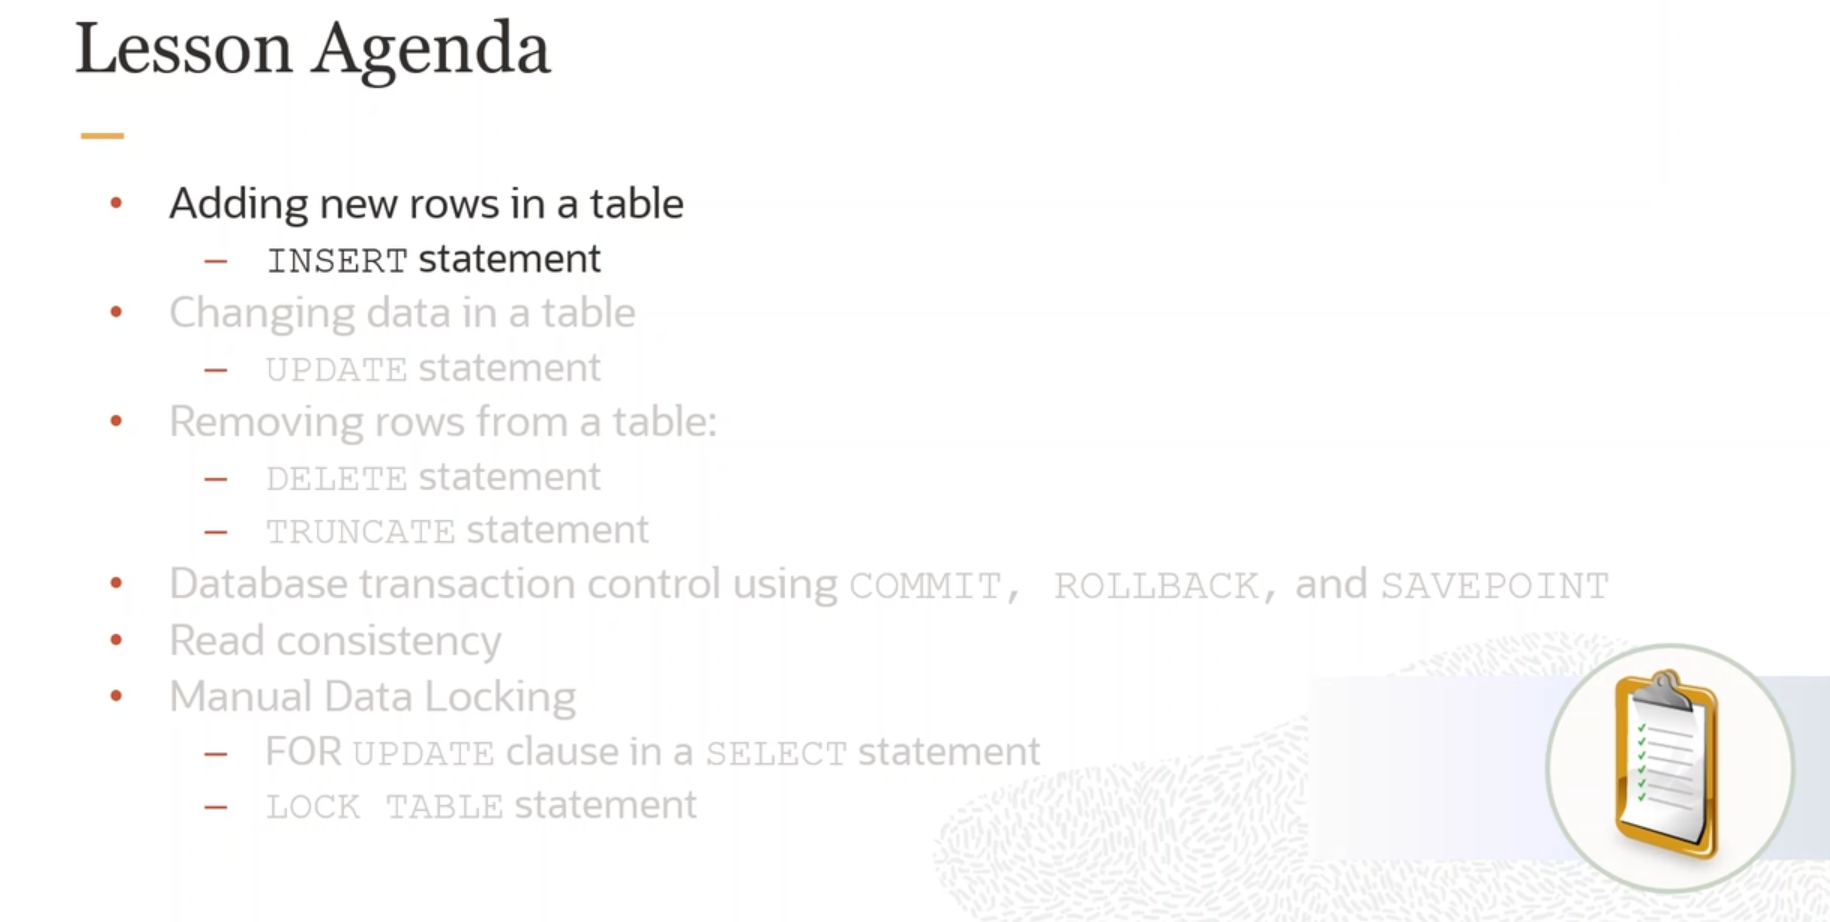 Lesson Agenda
• Adding new rows in a table
– INSERT statement
• Changing data in a table
– UPDATE statement
• Removing rows from a table:
– DELETE statement
– TRUNCATE statement
• Database transaction control using COMMIT, ROLLBACK, and SAVEPOINT
• Read consistency
• Manual Data Locking
– FOR UPDATE clause in a SELECT statement
– LOCK TABLE statement